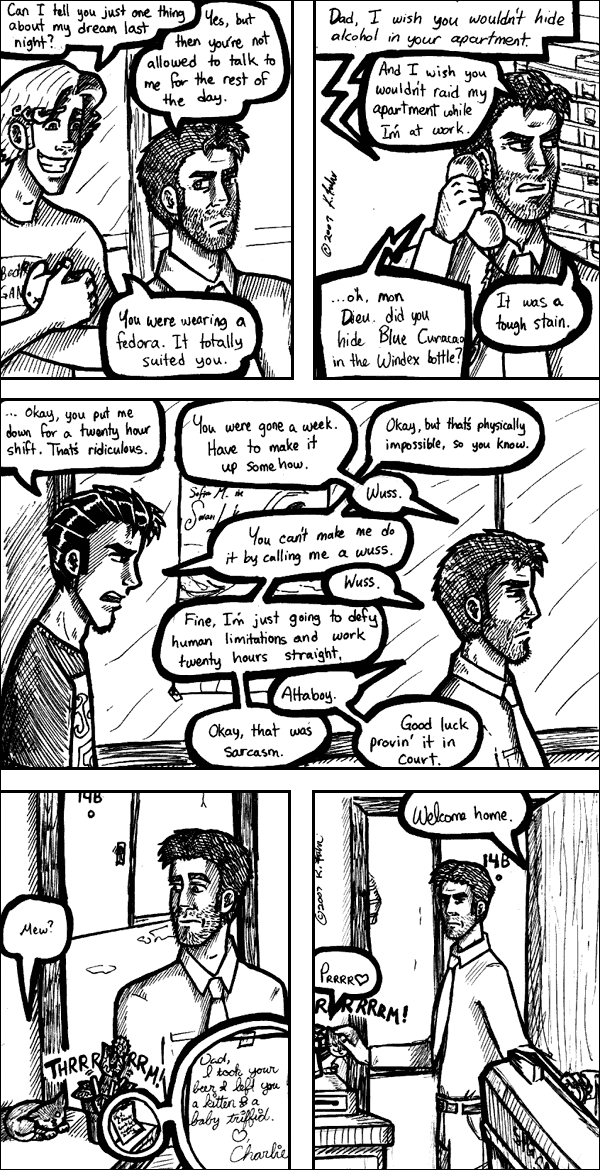 Can I tell you just one thing
about my dream last
night?
Yes, but
then you're not
allowed to talk to
me for the rest of
the day.
You were wearing a
fedora. It totally
suited you.
Dad, I wish you wouldn't hide
alcohol in your apartment.
And I wish you
wouldn't raid my
apartment while
I'm at work.
©2007 K. Hahn
...oh, mon
Dieu. did you
hide Blue Curacao
in the Windex bottle?
It was a
tough stain.
... Okay, you put me
down for a twenty hour
shift. That's ridiculous.
You were gone a week.
Have to make it
up somehow.
Okay, but that's physically
impossible, so you know.
Wuss.
You can't make me do
it by calling me a wuss.
Wuss.
Fine, I'm just going to defy
human limitations and work
twenty hours straight.
Attaboy.
Okay, that was
sarcasm.
Good luck
provin' it in
court.
14B
Mew?
THRRRRRRRM!
Dad,
I took your
beer & left you
a kitten & a
baby triffid.
♡,
Charlie
©2007 K. Hahn
Welcome home.
14B
Prrrr♡
RRRRRRRM!